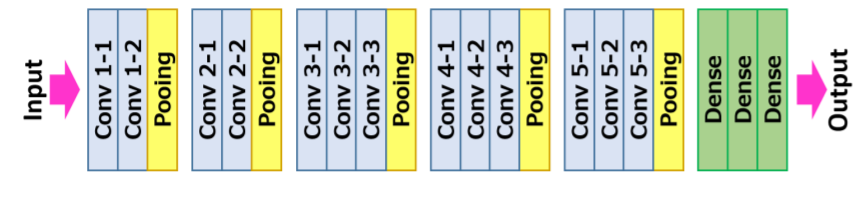 Input
Conv 1-1
Conv 1-2
Pooing
Conv 2-1
Conv 2-2
Pooing
Conv 3-1
Conv 3-2
Conv 3-3
Pooing
Conv 4-1
Conv 4-2
Conv 4-3
Pooing
Conv 5-1
Conv 5-2
Conv 5-3
Pooing
Dense
Dense
Dense
Output